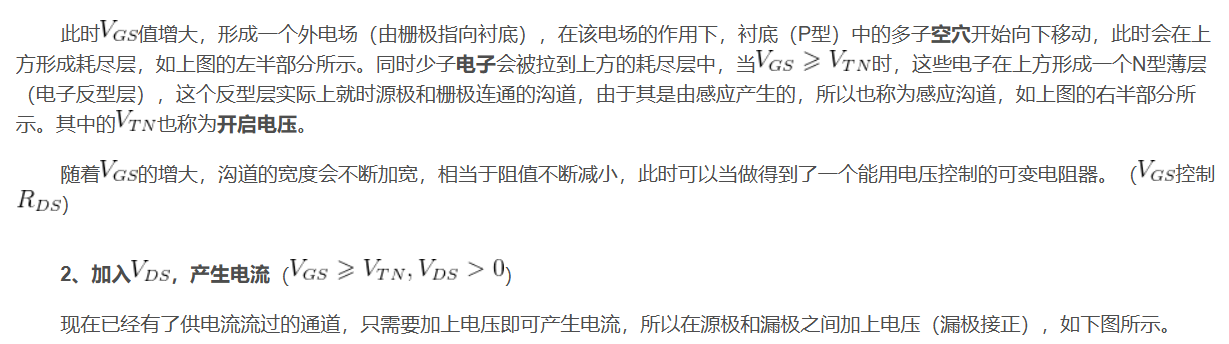 此时V_{GS}值增大，形成一个外电场（由栅极指向衬底），在该电场的作用下，衬底（P型）中的多子空穴开始向下移动，此时会在上
方形成耗尽层，如上图的左半部分所示。同时少子电子会被拉到上方的耗尽层中，当V_{GS} ⩾ V_{TN}时，这些电子在上方形成一个N型薄层
（电子反型层），这个反型层实际上就时源极和栅极连通的沟道，由于其是由感应产生的，所以也称为感应沟道，如上图的右半部分所
示。其中的V_{TN}也称为开启电压。
随着V_{GS}的增大，沟道的宽度会不断加宽，相当于阻值不断减小，此时可以当做得到了一个能用电压控制的可变电阻器。（V_{GS}控制
R_{DS}）
2、加入V_{DS}，产生电流（V_{GS} ⩾ V_{TN}, V_{DS} > 0）
现在已经有了供电流流过的通道，只需要加上电压即可产生电流，所以在源极和漏极之间加上电压（漏极接正），如下图所示。